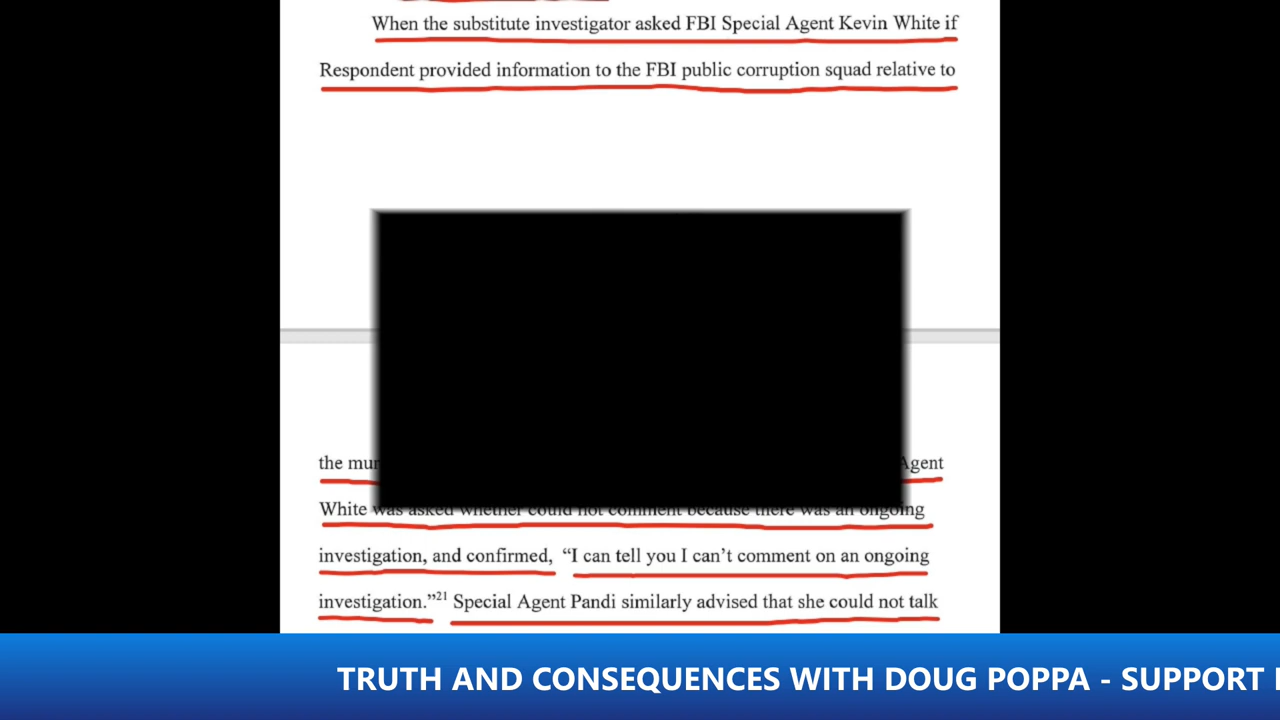 When the substitute investigator asked FBI Special Agent Kevin White if
Respondent provided information to the FBI public corruption squad relative to
the Agent
White was asked whether could not comment because there was an ongoing
investigation, and confirmed, “I can tell you I can’t comment on an ongoing
investigation.”21 Special Agent Pandi similarly advised that she could not talk
TRUTH AND CONSEQUENCES WITH DOUG POPPA - SUPPORT